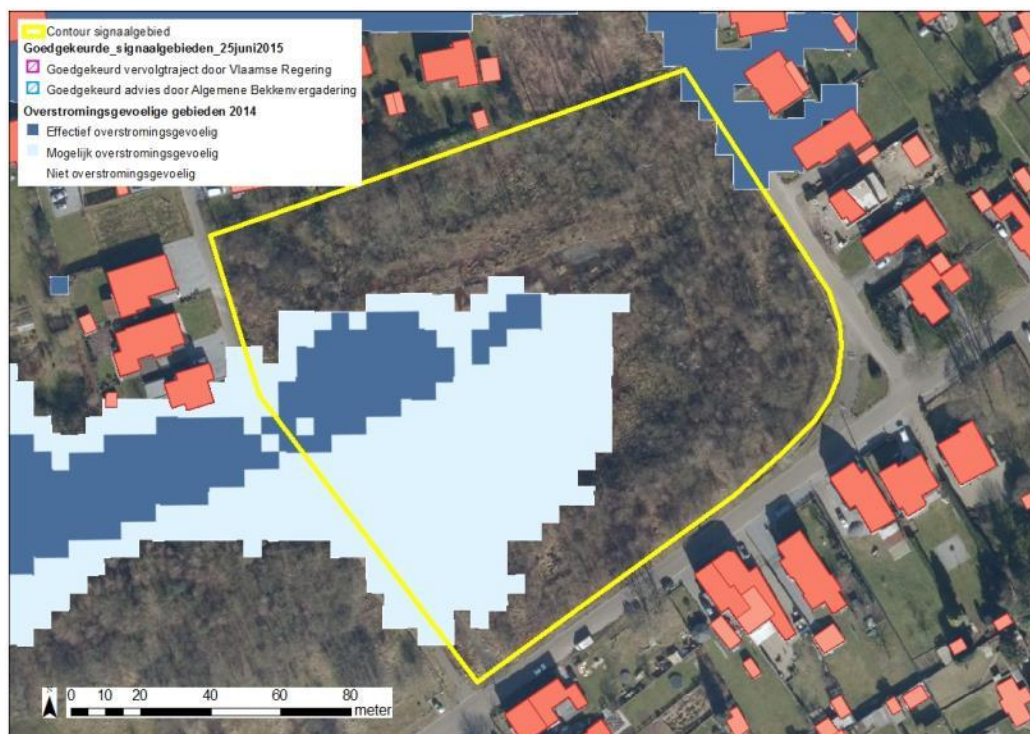 Contour signaalgebied
Goedgekeurde_signaalgebieden_25juni2015
Goedgekeurd vervolgtraject door Vlaamse Regering
Goedgekeurd advies door Algemene Bekkenvergadering
Overstromingsgevoelige gebieden 2014
Effectief overstromingsgevoelig
Mogelijk overstromingsgevoelig
Niet overstromingsgevoelig
0 10 20 40 60 80
meter